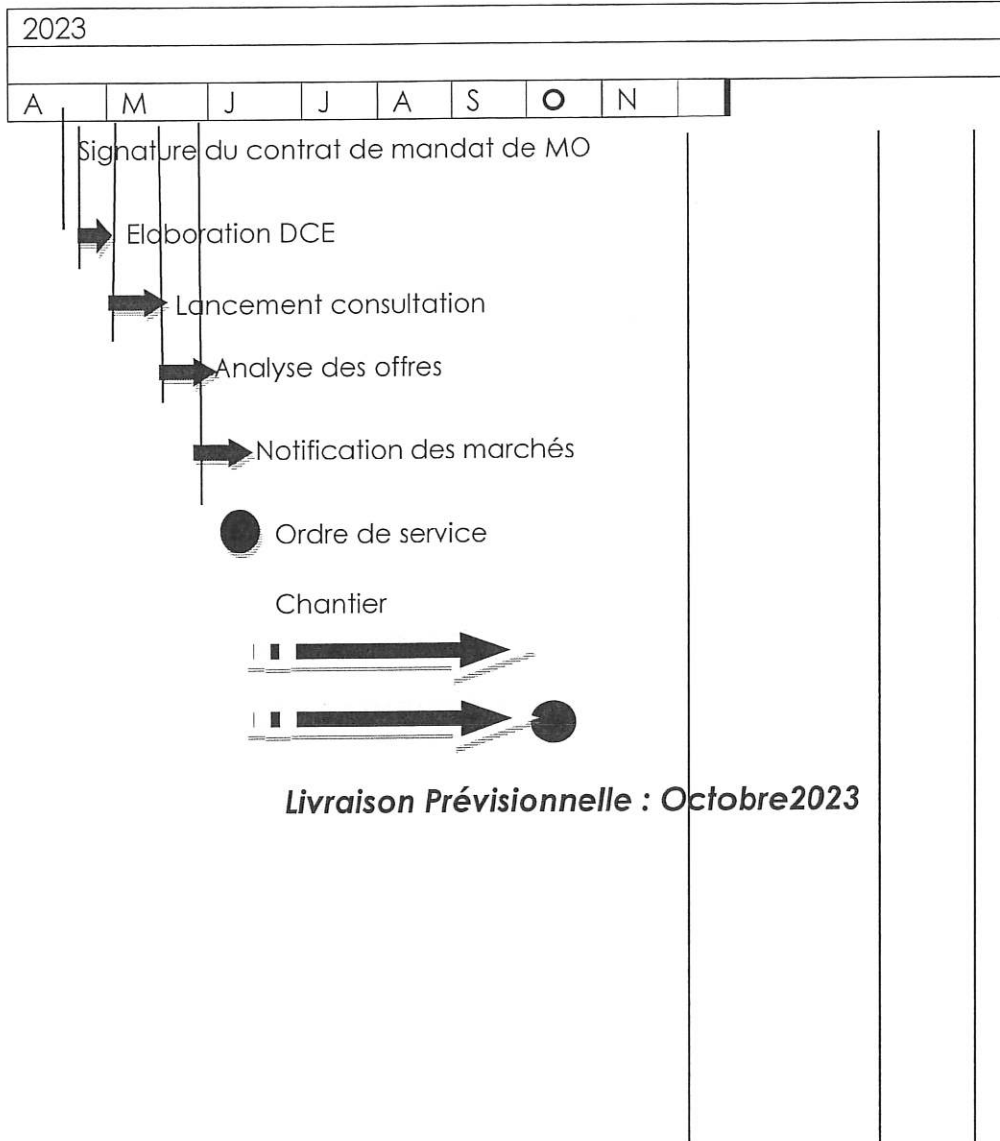 2023
A M J J A S O N
Signature du contrat de mandat de MO
Elaboration DCE
Lancement consultation
Analyse des offres
Notification des marchés
Ordre de service
Chantier
Livraison Prévisionnelle : Octobre2023